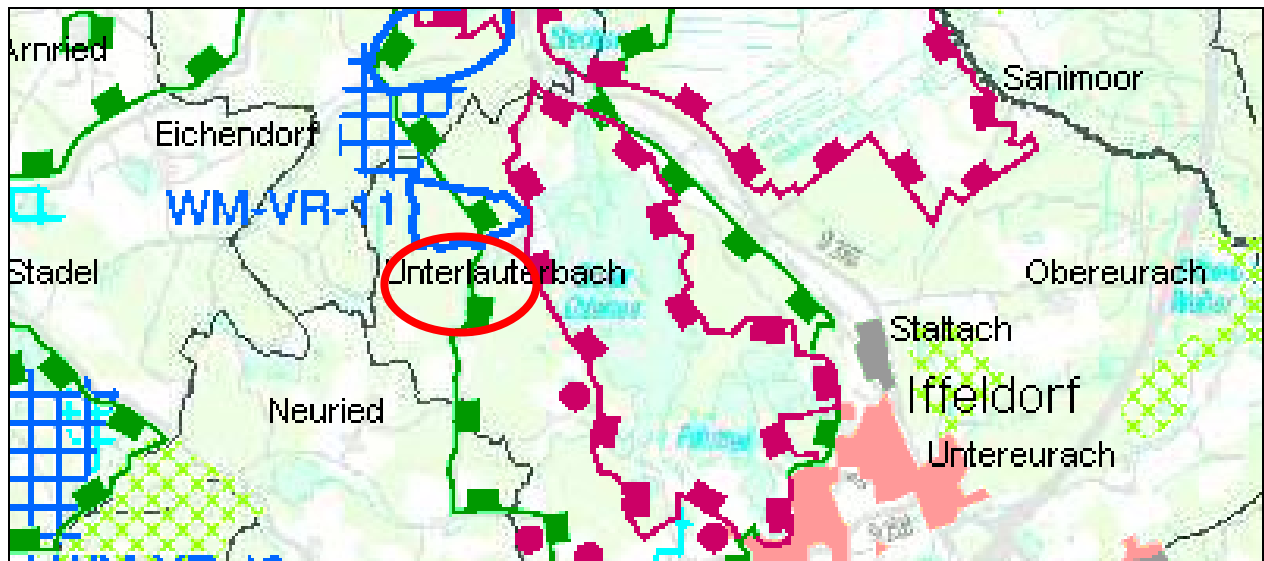 Arnried
Sanimoor
Eichendorf
WM-VR-11
Stadel
Unterlauterbach
Obereurach
Staltach
Iffeldorf
Neuried
Untereurach